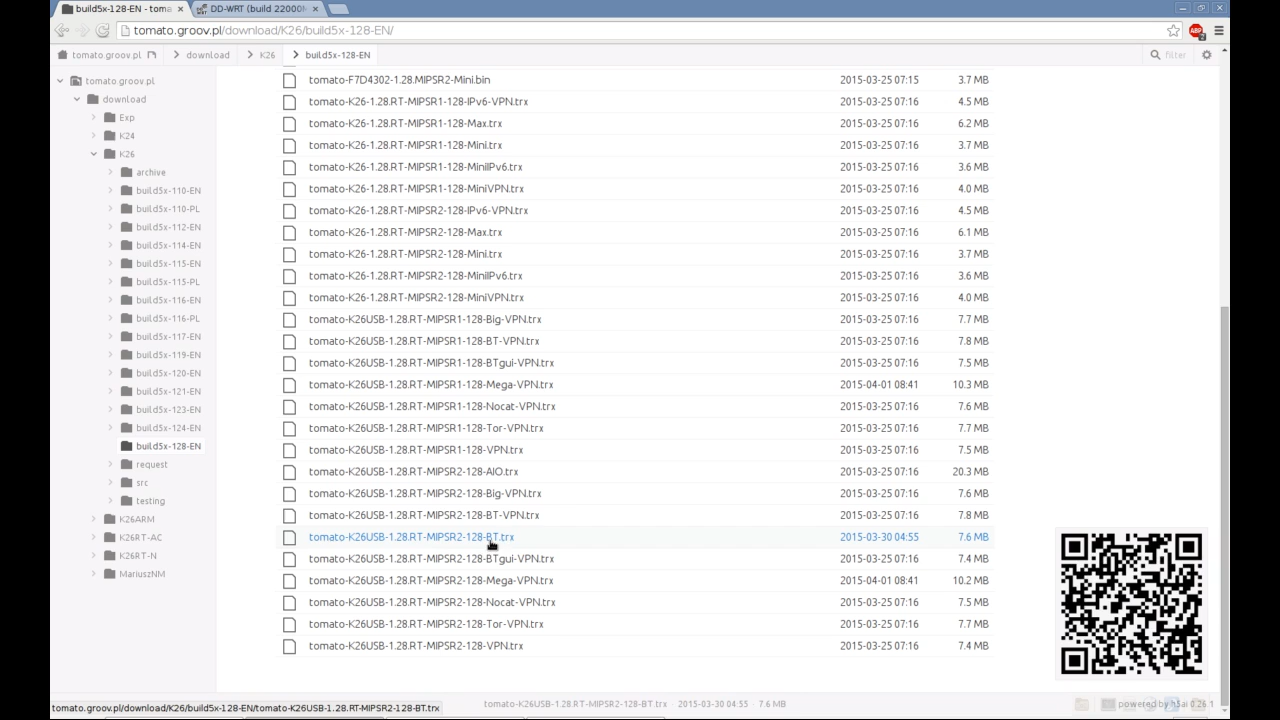 build5x-128-EN - toma
DD-WRT (build 22000
tomato.groov.pl/download/K26/build5x-128-EN/
ABP
tomato.groov.pl
download
K26
build5x-128-EN
filter
tomato.groov.pl
download
Exp
K24
K26
archive
build5x-110-EN
build5x-110-PL
build5x-112-EN
build5x-114-EN
build5x-115-EN
build5x-115-PL
build5x-116-EN
build5x-116-PL
build5x-117-EN
build5x-119-EN
build5x-120-EN
build5x-121-EN
build5x-123-EN
build5x-124-EN
build5x-128-EN
request
src
testing
K26ARM
K26RT-AC
K26RT-N
MariuszNM
tomato-F7D4302-1.28.MIPSR2-Mini.bin 2015-03-25 07:15 3.7 MB
tomato-K26-1.28.RT-MIPSR1-128-IPv6-VPN.trx 2015-03-25 07:16 4.5 MB
tomato-K26-1.28.RT-MIPSR1-128-Max.trx 2015-03-25 07:16 6.2 MB
tomato-K26-1.28.RT-MIPSR1-128-Mini.trx 2015-03-25 07:16 3.7 MB
tomato-K26-1.28.RT-MIPSR1-128-MiniIPv6.trx 2015-03-25 07:16 3.6 MB
tomato-K26-1.28.RT-MIPSR1-128-MiniVPN.trx 2015-03-25 07:16 4.0 MB
tomato-K26-1.28.RT-MIPSR2-128-IPv6-VPN.trx 2015-03-25 07:16 4.5 MB
tomato-K26-1.28.RT-MIPSR2-128-Max.trx 2015-03-25 07:16 6.1 MB
tomato-K26-1.28.RT-MIPSR2-128-Mini.trx 2015-03-25 07:16 3.7 MB
tomato-K26-1.28.RT-MIPSR2-128-MiniIPv6.trx 2015-03-25 07:16 3.6 MB
tomato-K26-1.28.RT-MIPSR2-128-MiniVPN.trx 2015-03-25 07:16 4.0 MB
tomato-K26USB-1.28.RT-MIPSR1-128-Big-VPN.trx 2015-03-25 07:16 7.7 MB
tomato-K26USB-1.28.RT-MIPSR1-128-BT-VPN.trx 2015-03-25 07:16 7.8 MB
tomato-K26USB-1.28.RT-MIPSR1-128-BTgui-VPN.trx 2015-03-25 07:16 7.5 MB
tomato-K26USB-1.28.RT-MIPSR1-128-Mega-VPN.trx 2015-04-01 08:41 10.3 MB
tomato-K26USB-1.28.RT-MIPSR1-128-Nocat-VPN.trx 2015-03-25 07:16 7.6 MB
tomato-K26USB-1.28.RT-MIPSR1-128-Tor-VPN.trx 2015-03-25 07:16 7.7 MB
tomato-K26USB-1.28.RT-MIPSR1-128-VPN.trx 2015-03-25 07:16 7.5 MB
tomato-K26USB-1.28.RT-MIPSR2-128-AIO.trx 2015-03-25 07:16 20.3 MB
tomato-K26USB-1.28.RT-MIPSR2-128-Big-VPN.trx 2015-03-25 07:16 7.6 MB
tomato-K26USB-1.28.RT-MIPSR2-128-BT-VPN.trx 2015-03-25 07:16 7.8 MB
tomato-K26USB-1.28.RT-MIPSR2-128-BT.trx 2015-03-30 04:55 7.6 MB
tomato-K26USB-1.28.RT-MIPSR2-128-BTgui-VPN.trx 2015-03-25 07:16 7.4 MB
tomato-K26USB-1.28.RT-MIPSR2-128-Mega-VPN.trx 2015-04-01 08:41 10.2 MB
tomato-K26USB-1.28.RT-MIPSR2-128-Nocat-VPN.trx 2015-03-25 07:16 7.5 MB
tomato-K26USB-1.28.RT-MIPSR2-128-Tor-VPN.trx 2015-03-25 07:16 7.7 MB
tomato-K26USB-1.28.RT-MIPSR2-128-VPN.trx 2015-03-25 07:16 7.4 MB
tomato.groov.pl/download/K26/build5x-128-EN/tomato-K26USB-1.28.RT-MIPSR2-128-BT.trx
tomato-K26USB-1.28.RT-MIPSR2-128-BT.trx · 2015-03-30 04:55 · 7.6 MB
powered by h5ai 0.26.1